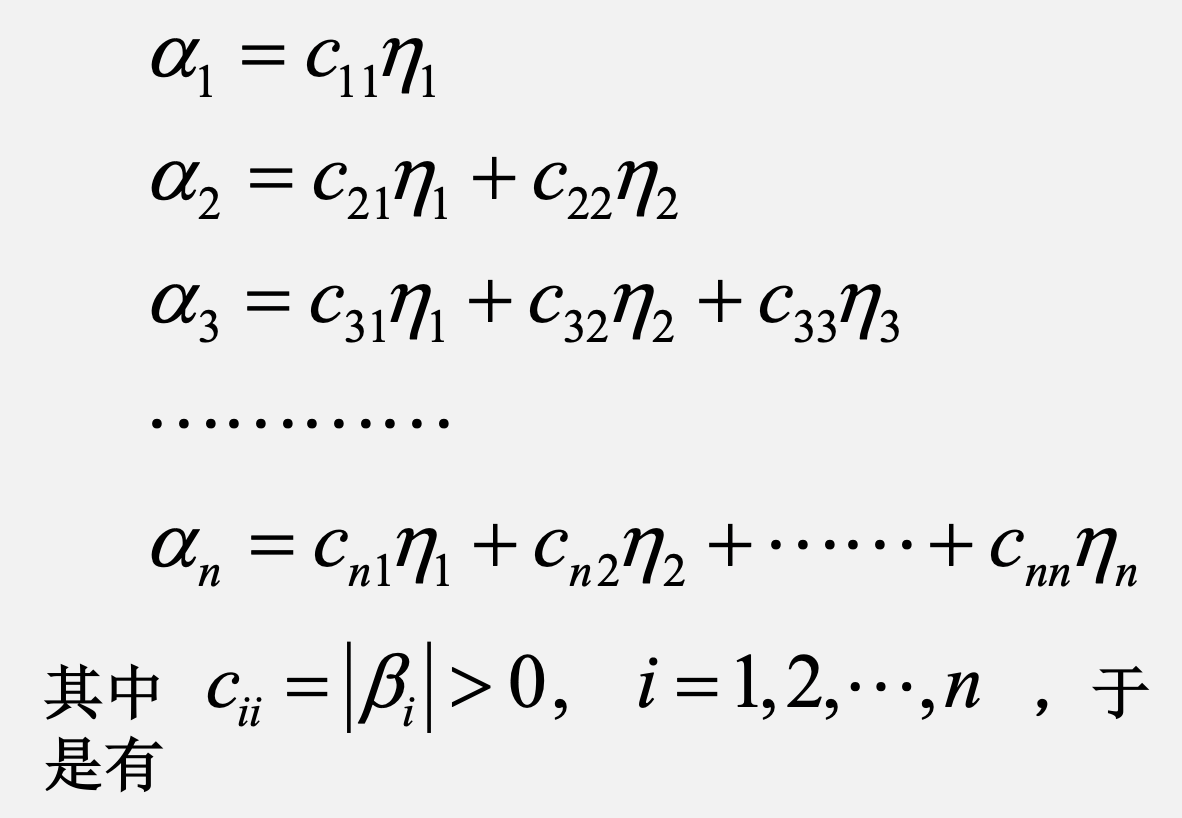 α₁ = c₁₁η₁
α₂ = c₂₁η₁ + c₂₂η₂
α₃ = c₃₁η₁ + c₃₂η₂ + c₃₃η₃
…………
αₙ = cₙ₁η₁ + cₙ₂η₂ + …… + cₙₙηₙ
其中 cᵢᵢ = |βᵢ| > 0, i = 1,2,⋯,n ，于
是有